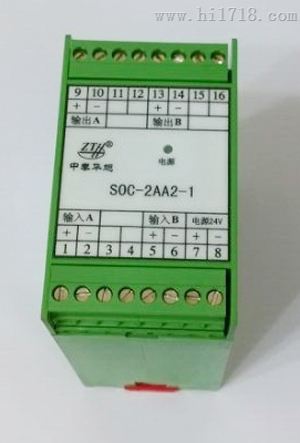 www.hi1718.com
9 10 11 12 13 14 15 16
+ - + -
输出A 输出B
ZTH
中泰华旭 电源
SOC-2AA2-1
输入A 输入B 电源24V
+ - + - + -
1 2 3 4 5 6 7 8